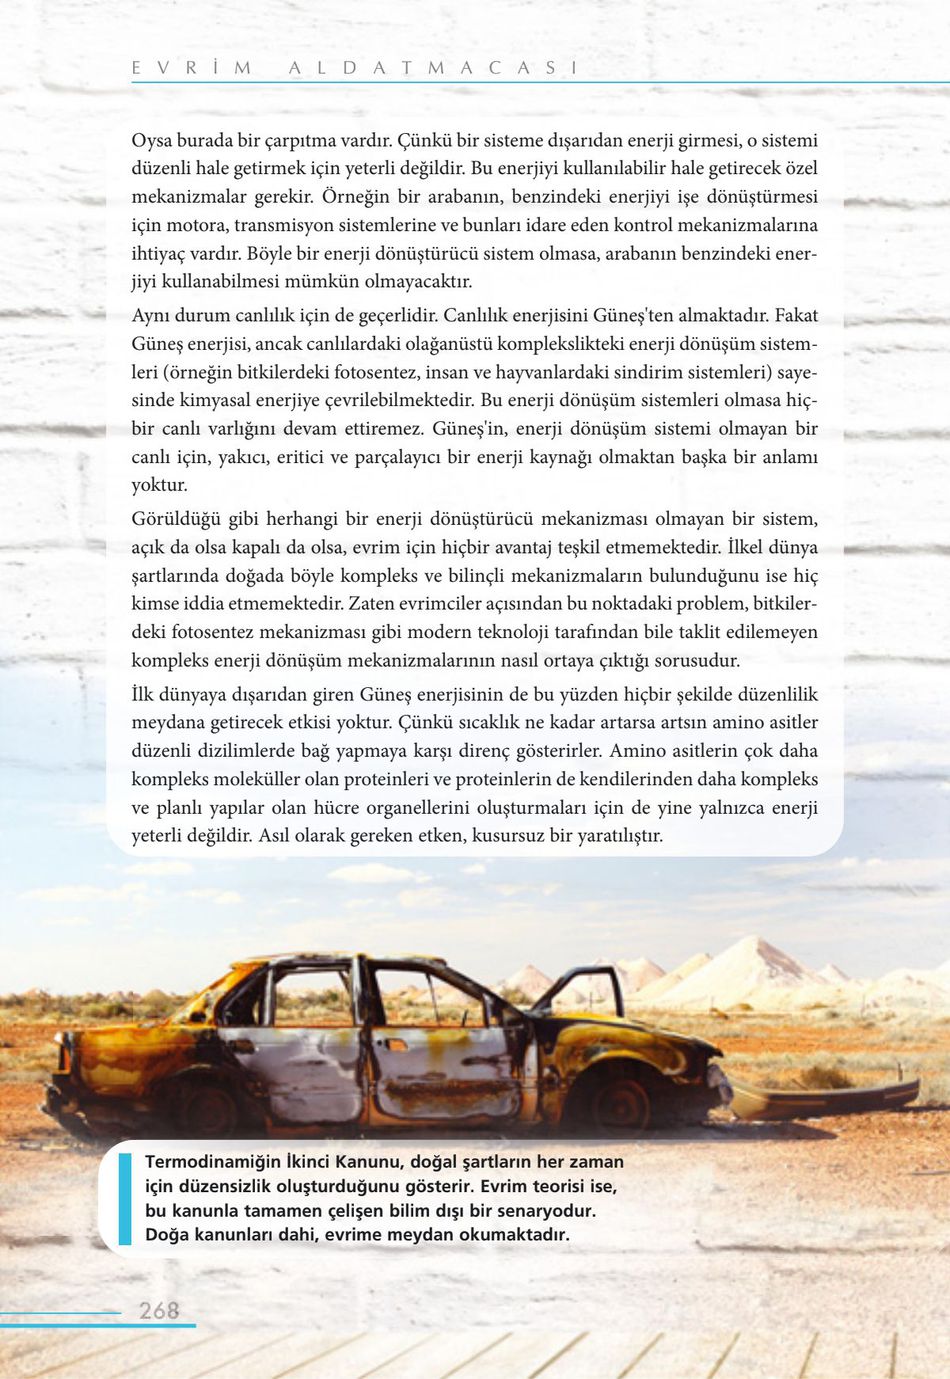 EVRİM ALDATMACASI
Oysa burada bir çarpıtma vardır. Çünkü bir sisteme dışarıdan enerji girmesi, o sistemi
düzenli hale getirmek için yeterli değildir. Bu enerjiyi kullanılabilir hale getirecek özel
mekanizmalar gerekir. Örneğin bir arabanın, benzindeki enerjiyi işe dönüştürmesi
için motora, transmisyon sistemlerine ve bunları idare eden kontrol mekanizmalarına
ihtiyaç vardır. Böyle bir enerji dönüştürücü sistem olmasa, arabanın benzindeki ener-
jiyi kullanabilmesi mümkün olmayacaktır.
Aynı durum canlılık için de geçerlidir. Canlılık enerjisini Güneş'ten almaktadır. Fakat
Güneş enerjisi, ancak canlılardaki olağanüstü komplekslikteki enerji dönüşüm sistem-
leri (örneğin bitkilerdeki fotosentez, insan ve hayvanlardaki sindirim sistemleri) saye-
sinde kimyasal enerjiye çevrilebilmektedir. Bu enerji dönüşüm sistemleri olmasa hiç-
bir canlı varlığını devam ettiremez. Güneş'in, enerji dönüşüm sistemi olmayan bir
canlı için, yakıcı, eritici ve parçalayıcı bir enerji kaynağı olmaktan başka bir anlamı
yoktur.
Görüldüğü gibi herhangi bir enerji dönüştürücü mekanizması olmayan bir sistem,
açık da olsa kapalı da olsa, evrim için hiçbir avantaj teşkil etmemektedir. İlkel dünya
şartlarında doğada böyle kompleks ve bilinçli mekanizmaların bulunduğunu ise hiç
kimse iddia etmemektedir. Zaten evrimciler açısından bu noktadaki problem, bitkiler-
deki fotosentez mekanizması gibi modern teknoloji tarafından bile taklit edilemeyen
kompleks enerji dönüşüm mekanizmalarının nasıl ortaya çıktığı sorusudur.
İlk dünyaya dışarıdan giren Güneş enerjisinin de bu yüzden hiçbir şekilde düzenlilik
meydana getirecek etkisi yoktur. Çünkü sıcaklık ne kadar artarsa artsın amino asitler
düzenli dizilimlerde bağ yapmaya karşı direnç gösterirler. Amino asitlerin çok daha
kompleks moleküller olan proteinleri ve proteinlerin de kendilerinden daha kompleks
ve planlı yapılar olan hücre organellerini oluşturmaları için de yine yalnızca enerji
yeterli değildir. Asıl olarak gereken etken, kusursuz bir yaratılıştır.
Termodinamiğin İkinci Kanunu, doğal şartların her zaman
için düzensizlik oluşturduğunu gösterir. Evrim teorisi ise,
bu kanunla tamamen çelişen bilim dışı bir senaryodur.
Doğa kanunları dahi, evrime meydan okumaktadır.
268